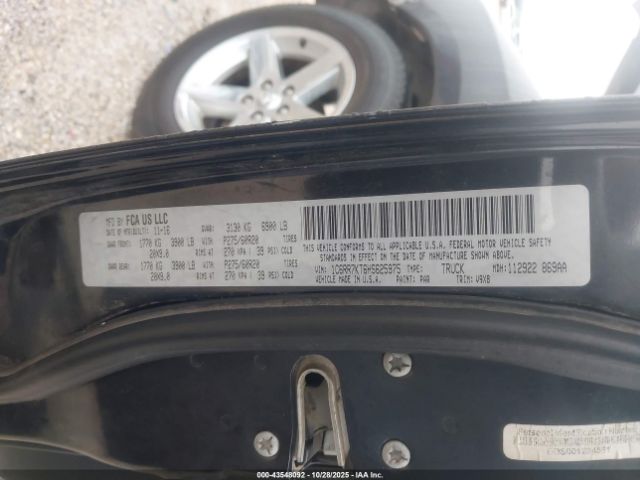 MFD BY FCA US LLC
DATE OF MFR: 11-16 GVWR: 3130 KG 6900 LB
GAWR FRONT: 1770 KG 3900 LB WITH P275/60R20 TIRES
20X9.0 RIMS AT 270 KPA / 39 PSI COLD
GAWR REAR: 1770 KG 3900 LB WITH P275/60R20 TIRES
20X9.0 RIMS AT 270 KPA / 39 PSI COLD
THIS VEHICLE CONFORMS TO ALL APPLICABLE U.S.A. FEDERAL MOTOR VEHICLE SAFETY
STANDARDS IN EFFECT ON THE DATE OF MANUFACTURE SHOWN ABOVE.
VIN: 1C6RR7KT6HS625975 TYPE: TRUCK MDH: 112922 869AA
VEHICLE MADE IN U.S.A. PAINT: PAR TRIM: V9X8
© 43548092 © / 10/28/2025 / © IAA Holdings, LLC